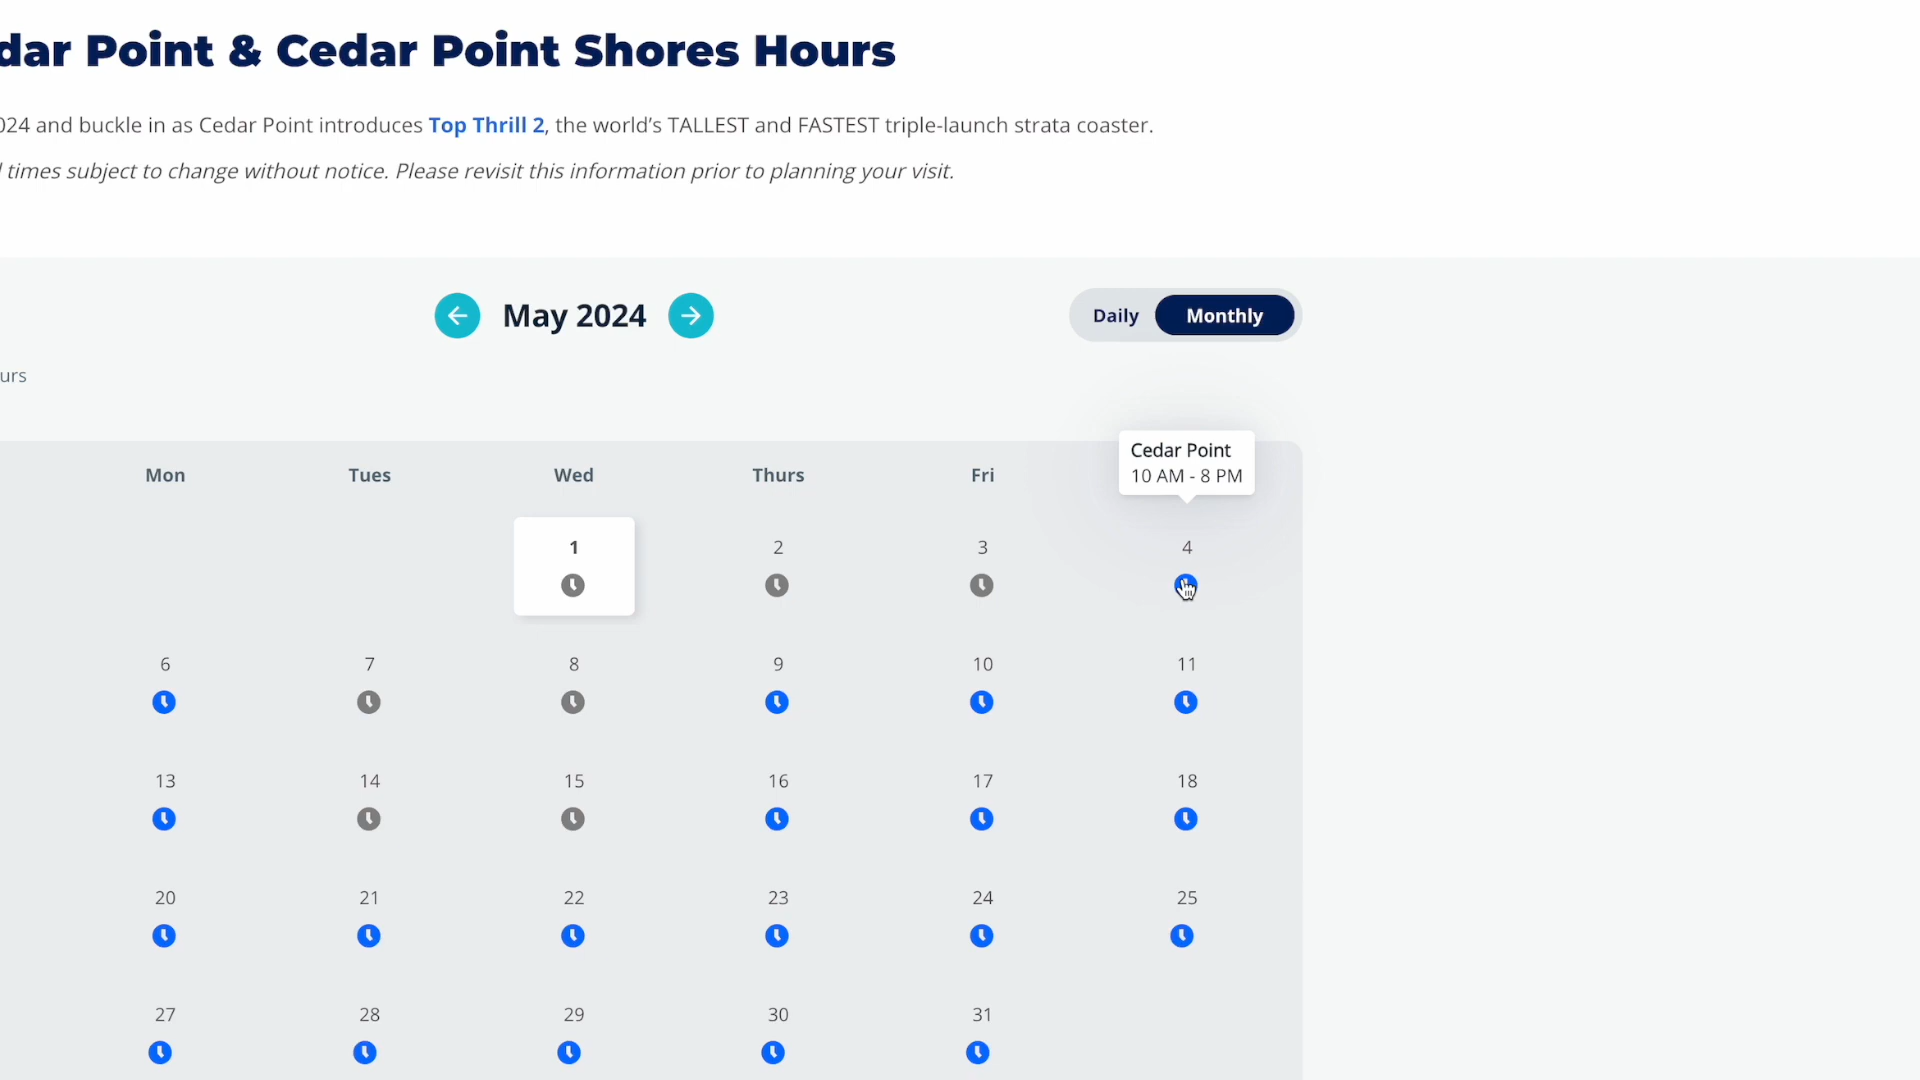 dar Point & Cedar Point Shores Hours
024 and buckle in as Cedar Point introduces Top Thrill 2, the world's TALLEST and FASTEST triple-launch strata coaster.
times subject to change without notice. Please revisit this information prior to planning your visit.
May 2024
Daily Monthly
urs
Cedar Point
10 AM - 8 PM
Mon Tues Wed Thurs Fri
1 2 3 4
6 7 8 9 10 11
13 14 15 16 17 18
20 21 22 23 24 25
27 28 29 30 31